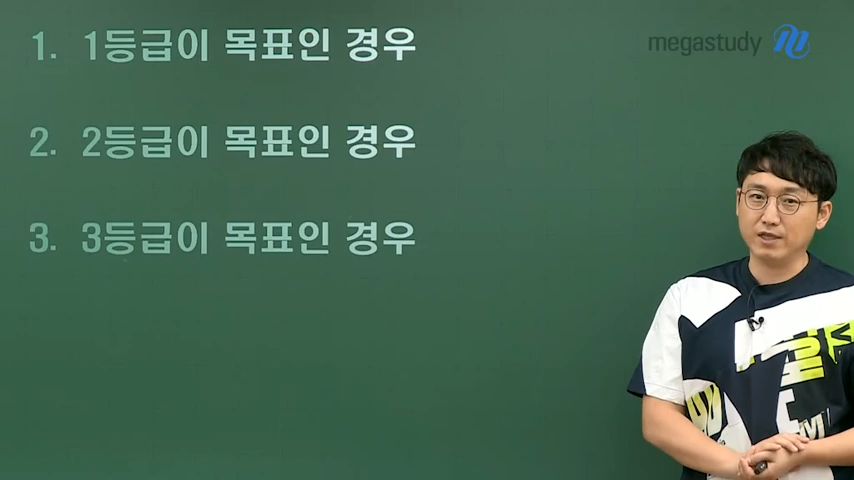 1. 1등급이 목표인 경우
megastudy
2. 2등급이 목표인 경우
3. 3등급이 목표인 경우